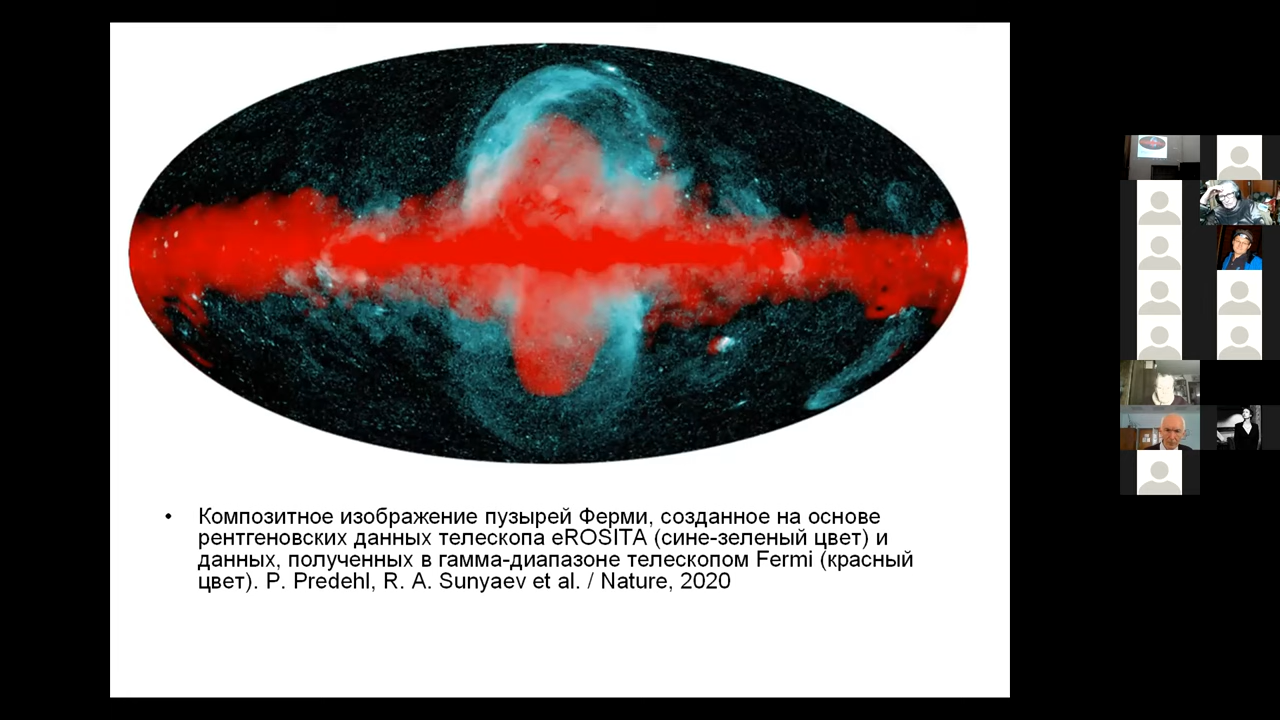 • Композитное изображение пузырей Ферми, созданное на основе
рентгеновских данных телескопа eROSITA (сине-зеленый цвет) и
данных, полученных в гамма-диапазоне телескопом Fermi (красный
цвет). P. Predehl, R. A. Sunyaev et al. / Nature, 2020